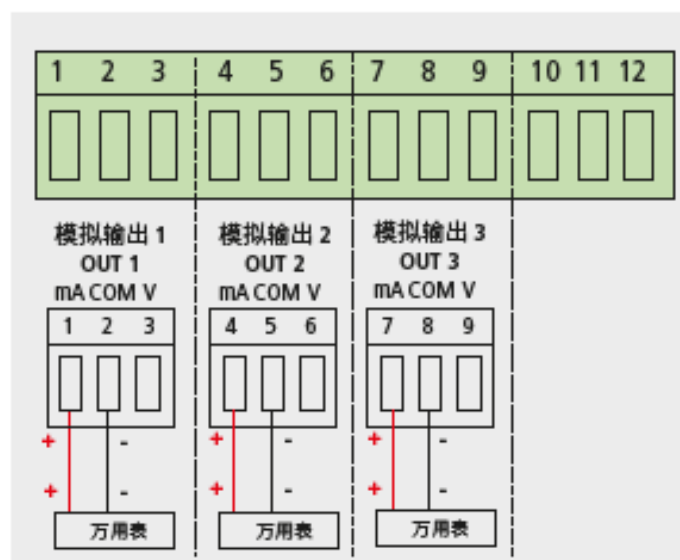 1 2 3 4 5 6 7 8 9 10 11 12
模拟输出 1 模拟输出 2 模拟输出 3
OUT 1 OUT 2 OUT 3
mA COM V mA COM V mA COM V
1 2 3 4 5 6 7 8 9
+ - + - + -
+ - + - + -
万用表 万用表 万用表